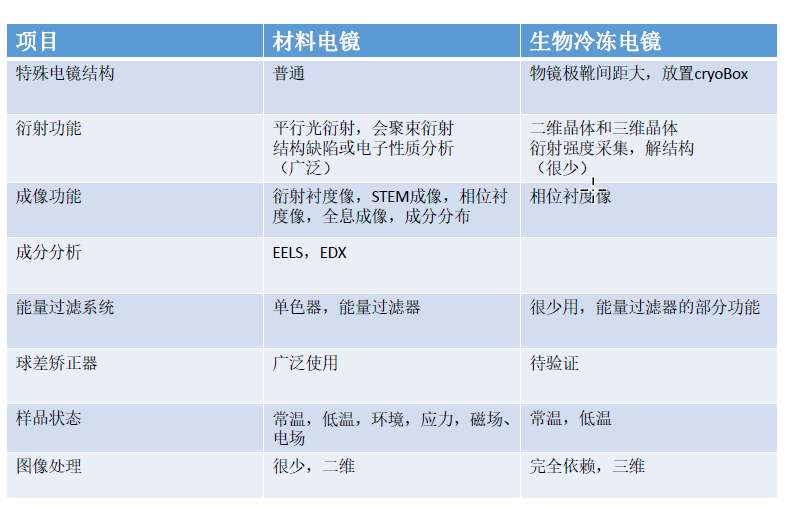 项目 材料电镜 生物冷冻电镜
特殊电镜结构 普通 物镜极靴间距大，放置cryoBox
衍射功能 平行光衍射，会聚束衍射 二维晶体和三维晶体
结构缺陷或电子性质分析 衍射强度采集，解结构
（广泛） （很少）
成像功能 衍射衬度像，STEM成像，相位衬 相位衬度像
度像，全息成像，成分分布
成分分析 EELS，EDX
能量过滤系统 单色器，能量过滤器 很少用，能量过滤器的部分功能
球差矫正器 广泛使用 待验证
样品状态 常温，低温，环境，应力，磁场、 常温，低温
电场
图像处理 很少，二维 完全依赖，三维